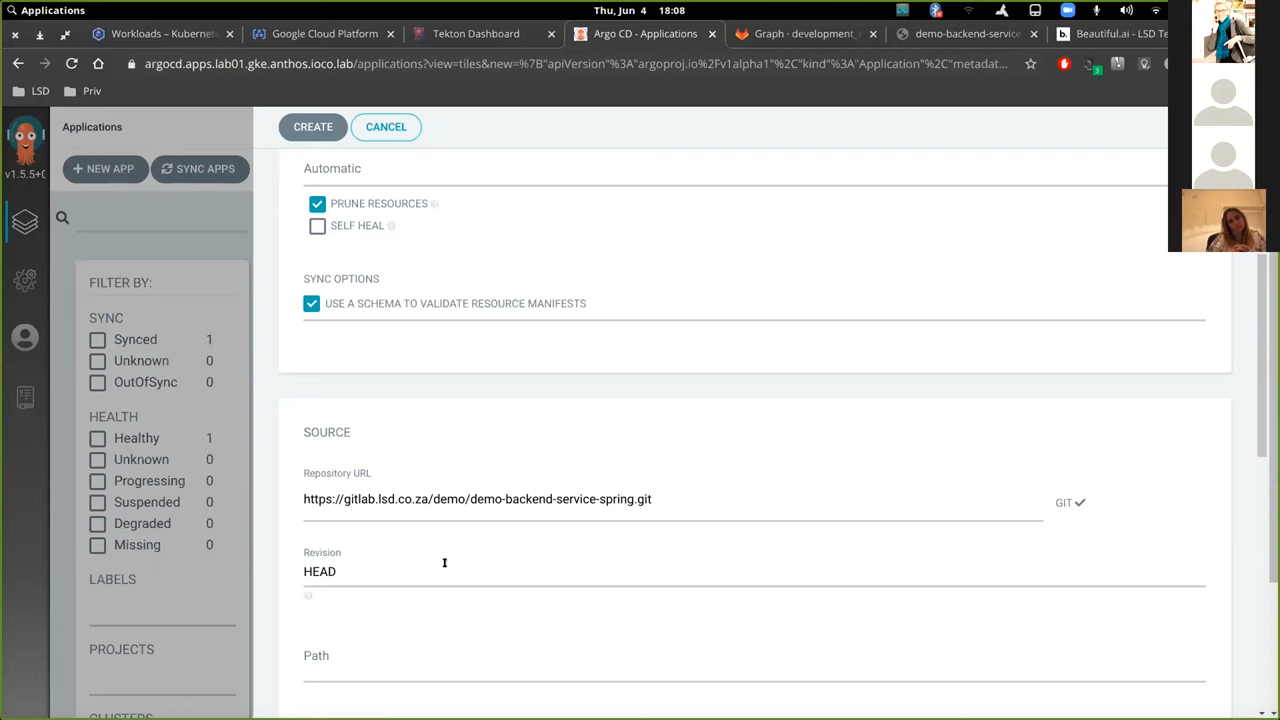 Applications
Thu, Jun 4 18:08
Workloads – Kubernete
Google Cloud Platform
Tekton Dashboard
Argo CD - Applications
Graph · development_
demo-backend-service
Beautiful.ai - LSD Te
argocd.apps.lab01.gke.anthos.ioco.lab/applications?view=tiles&new=%7B"apiVersion"%3A"argoproj.io%2Fv1alpha1"%2C"kind"%3A"Application"%2C"metadat...
3
LSD
Priv
v1.5.5+0
Applications
CREATE
CANCEL
NEW APP
SYNC APPS
FILTER BY:
SYNC
Synced 1
Unknown 0
OutOfSync 0
HEALTH
Healthy 1
Unknown 0
Progressing 0
Suspended 0
Degraded 0
Missing 0
LABELS
PROJECTS
CLUSTERS
Automatic
PRUNE RESOURCES
SELF HEAL
SYNC OPTIONS
USE A SCHEMA TO VALIDATE RESOURCE MANIFESTS
SOURCE
Repository URL
https://gitlab.lsd.co.za/demo/demo-backend-service-spring.git
GIT
Revision
HEAD
Path